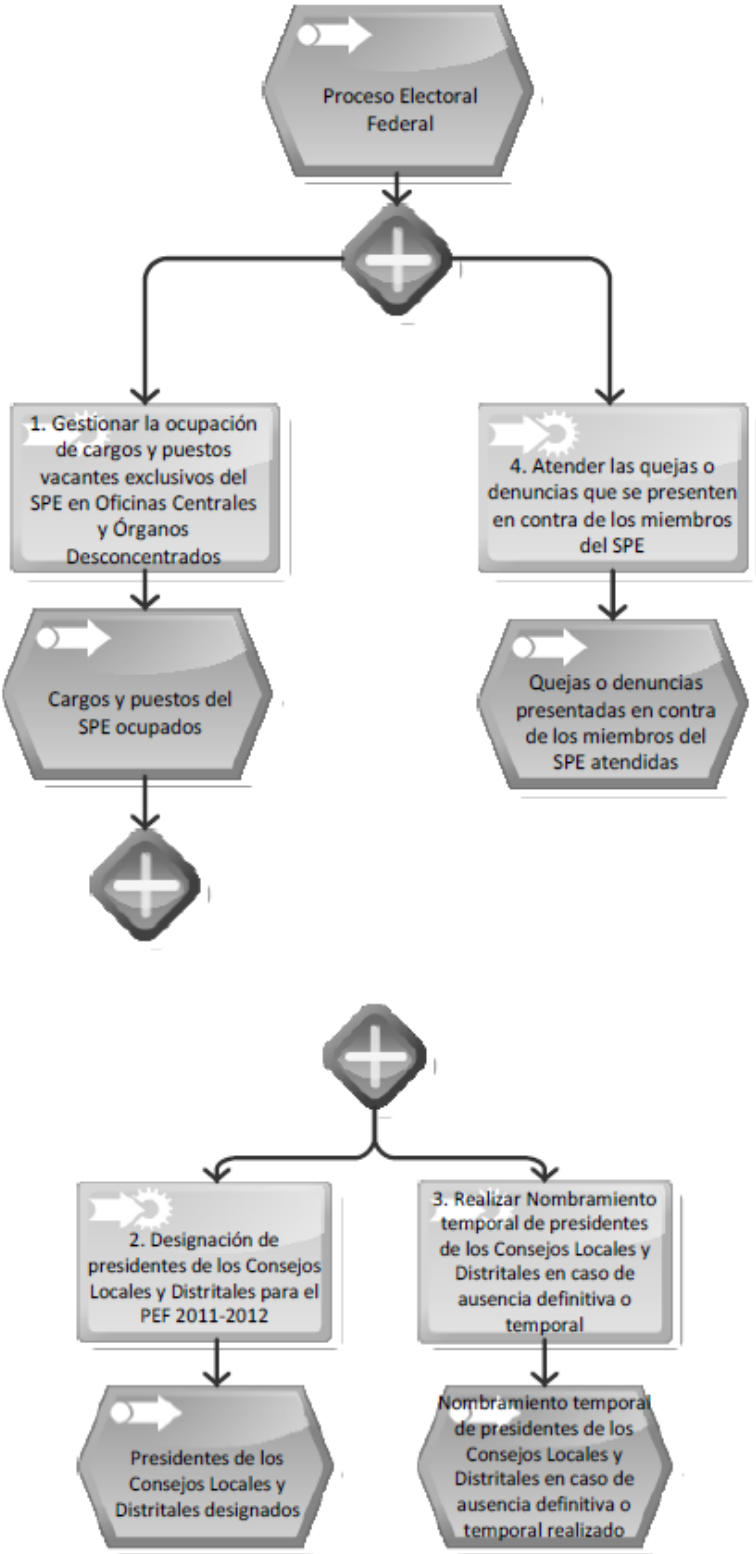 Proceso Electoral
Federal
1. Gestionar la ocupación
de cargos y puestos
vacantes exclusivos del
SPE en Oficinas Centrales
y Órganos
Desconcentrados
4. Atender las quejas o
denuncias que se presenten
en contra de los miembros
del SPE
Cargos y puestos del
SPE ocupados
Quejas o denuncias
presentadas en contra
de los miembros del
SPE atendidas
2. Designación de
presidentes de los Consejos
Locales y Distritales para el
PEF 2011-2012
3. Realizar Nombramiento
temporal de presidentes
de los Consejos Locales y
Distritales en caso de
ausencia definitiva o
temporal
Presidentes de los
Consejos Locales y
Distritales designados
Nombramiento temporal
de presidentes de los
Consejos Locales y
Distritales en caso de
ausencia definitiva o
temporal realizado